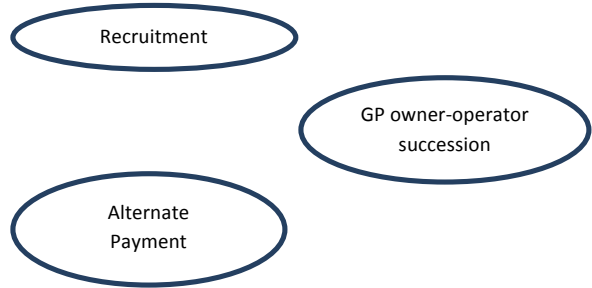 Recruitment
GP owner-operator
succession
Alternate
Payment